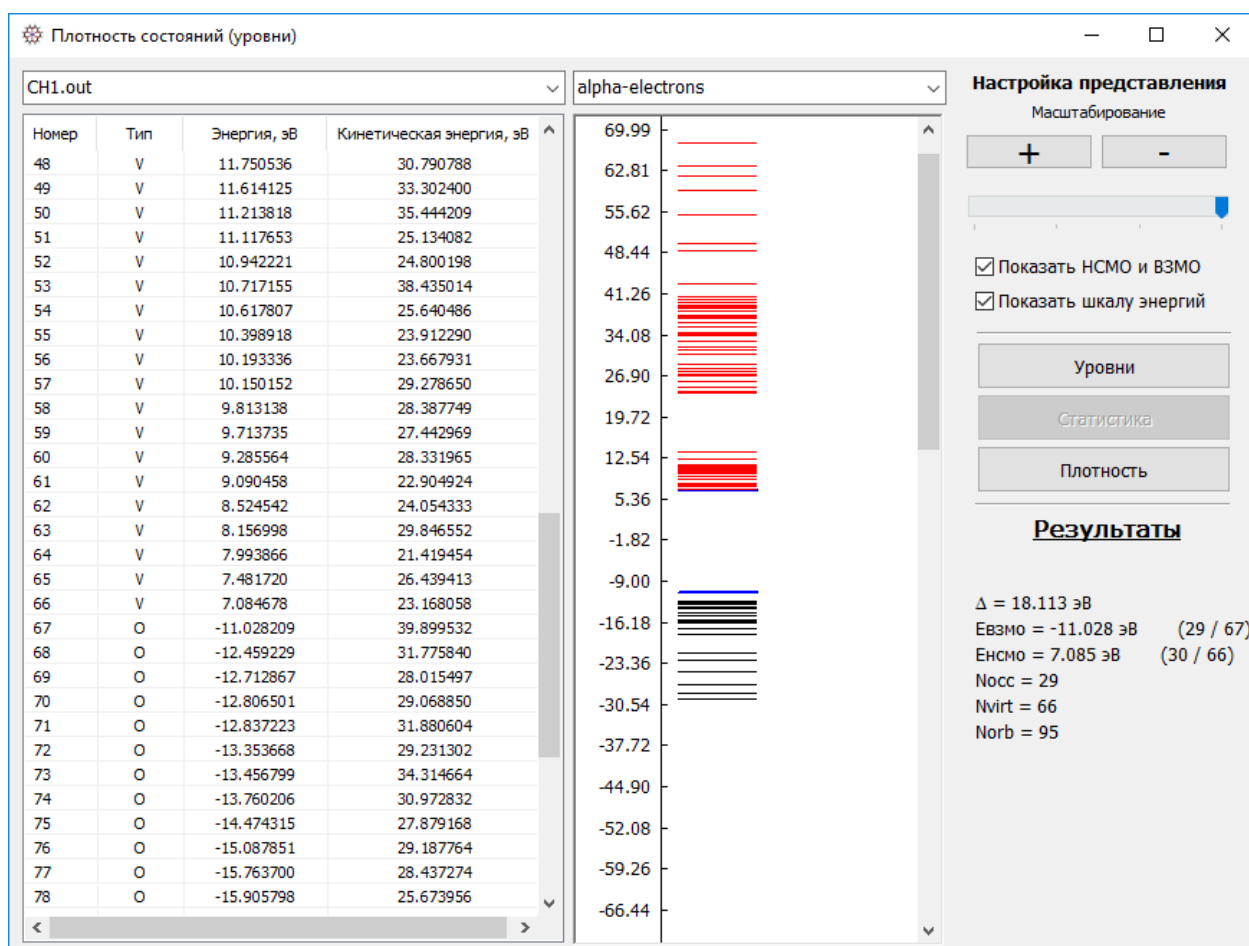 Плотность состояний (уровни)
CH1.out
alpha-electrons
Номер Тип Энергия, эВ Кинетическая энергия, эВ
48 V 11.750536 30.790788
49 V 11.614125 33.302400
50 V 11.213818 35.444209
51 V 11.117653 25.134082
52 V 10.942221 24.800198
53 V 10.717155 38.435014
54 V 10.617807 25.640486
55 V 10.398918 23.912290
56 V 10.193336 23.667931
57 V 10.150152 29.278650
58 V 9.813138 28.387749
59 V 9.713735 27.442969
60 V 9.285564 28.331965
61 V 9.090458 22.904924
62 V 8.524542 24.054333
63 V 8.156998 29.846552
64 V 7.993866 21.419454
65 V 7.481720 26.439413
66 V 7.084678 23.168058
67 O -11.028209 39.899532
68 O -12.459229 31.775840
69 O -12.712867 28.015497
70 O -12.806501 29.068850
71 O -12.837223 31.880604
72 O -13.353668 29.231302
73 O -13.456799 34.314664
74 O -13.760206 30.972832
75 O -14.474315 27.879168
76 O -15.087851 29.187764
77 O -15.763700 28.437274
78 O -15.905798 25.673956
69.99
62.81
55.62
48.44
41.26
34.08
26.90
19.72
12.54
5.36
-1.82
-9.00
-16.18
-23.36
-30.54
-37.72
-44.90
-52.08
-59.26
-66.44
Настройка представления
Масштабирование
+ -
Показать НСМО и ВЗМО
Показать шкалу энергий
Уровни
Статистика
Плотность
Результаты
Δ = 18.113 эВ
Eвзмо = -11.028 эВ (29 / 67)
Eнсмо = 7.085 эВ (30 / 66)
Nocc = 29
Nvirt = 66
Norb = 95